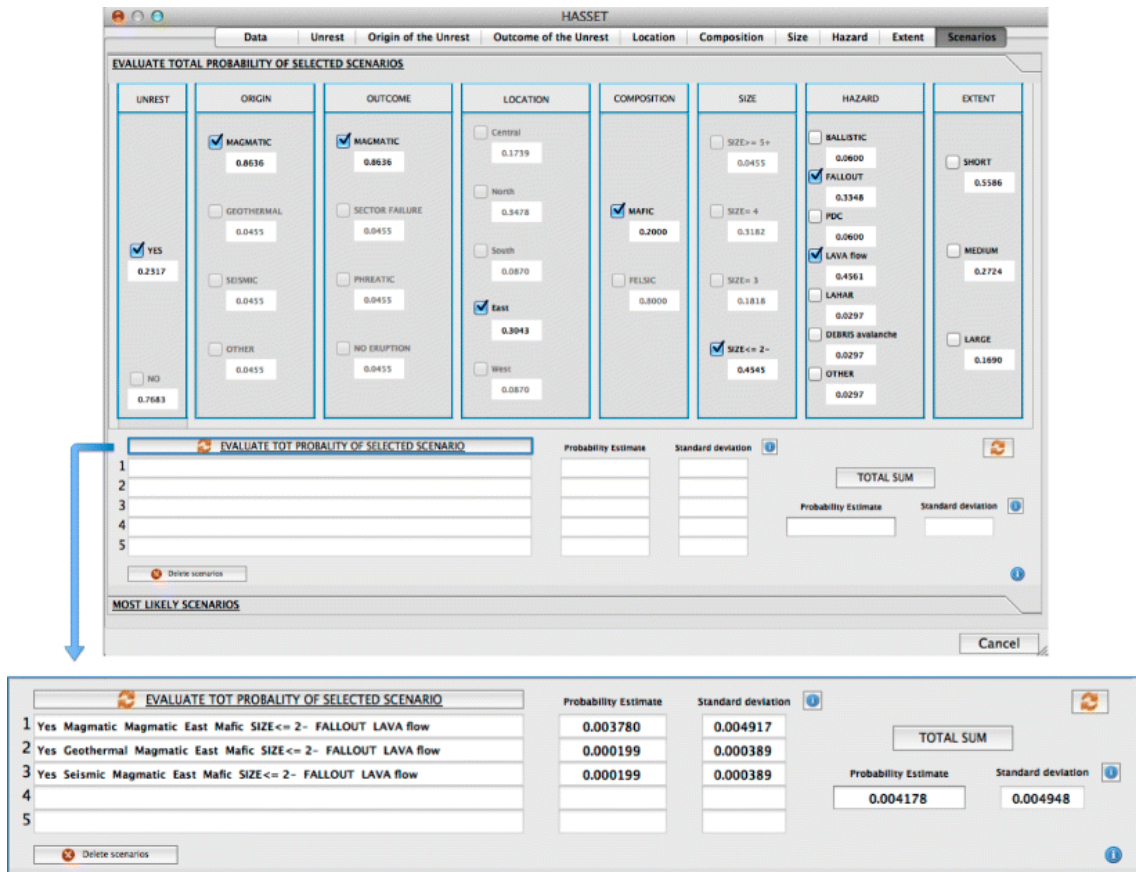 HASSET
Data Unrest Origin of the Unrest Outcome of the Unrest Location Composition Size Hazard Extent Scenarios
EVALUATE TOTAL PROBABILITY OF SELECTED SCENARIOS
UNREST ORIGIN OUTCOME LOCATION COMPOSITION SIZE HAZARD EXTENT
YES
0.2317
NO
0.7683
MAGMATIC
0.8636
GEOTHERMAL
0.0455
SEISMIC
0.0455
OTHER
0.0455
MAGMATIC
0.8636
SECTOR FAILURE
0.0455
PHREATIC
0.0455
NO ERUPTION
0.0455
Central
0.1739
North
0.3478
South
0.0870
East
0.3043
West
0.0870
MAFIC
0.2000
FELSIC
0.8000
SIZE>= 5+
0.0455
SIZE= 4
0.3182
SIZE= 3
0.1818
SIZE<= 2-
0.4545
BALLISTIC
0.0600
FALLOUT
0.3348
PDC
0.0600
LAVA flow
0.4561
LAHAR
0.0297
DEBRIS avalanche
0.0297
OTHER
0.0297
SHORT
0.5586
MEDIUM
0.2724
LARGE
0.1690
EVALUATE TOT PROBALITY OF SELECTED SCENARIO Probability Estimate Standard deviation
1
2
3
4
5
TOTAL SUM
Probability Estimate Standard deviation
Delete scenarios
MOST LIKELY SCENARIOS
Cancel
EVALUATE TOT PROBALITY OF SELECTED SCENARIO Probability Estimate Standard deviation
1 Yes Magmatic Magmatic East Mafic SIZE<= 2- FALLOUT LAVA flow 0.003780 0.004917
2 Yes Geothermal Magmatic East Mafic SIZE<= 2- FALLOUT LAVA flow 0.000199 0.000389
3 Yes Seismic Magmatic East Mafic SIZE<= 2- FALLOUT LAVA flow 0.000199 0.000389
4
5
TOTAL SUM
Probability Estimate Standard deviation
0.004178 0.004948
Delete scenarios